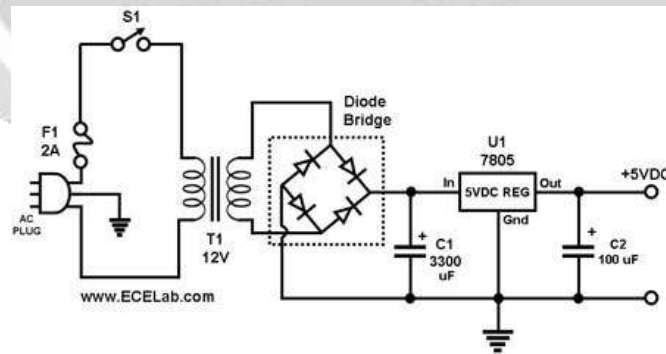 S1
F1
2A
AC
PLUG
T1
12V
Diode
Bridge
U1
7805
In
5VDC REG
Out
Gnd
+5VDC
+
C1
3300
uF
+
C2
100 uF
www.ECELab.com